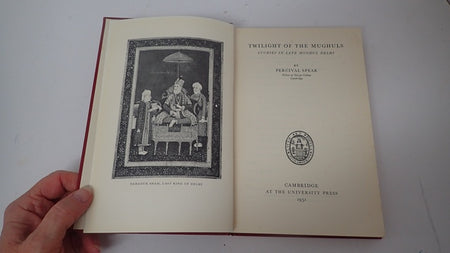 BAHADUR SHAH, LAST KING OF DELHI
TWILIGHT OF THE MUGHULS
STUDIES IN LATE MUGHUL DELHI
BY
PERCIVAL SPEAR
Cambridge
CAMBRIDGE
AT THE UNIVERSITY PRESS
1951